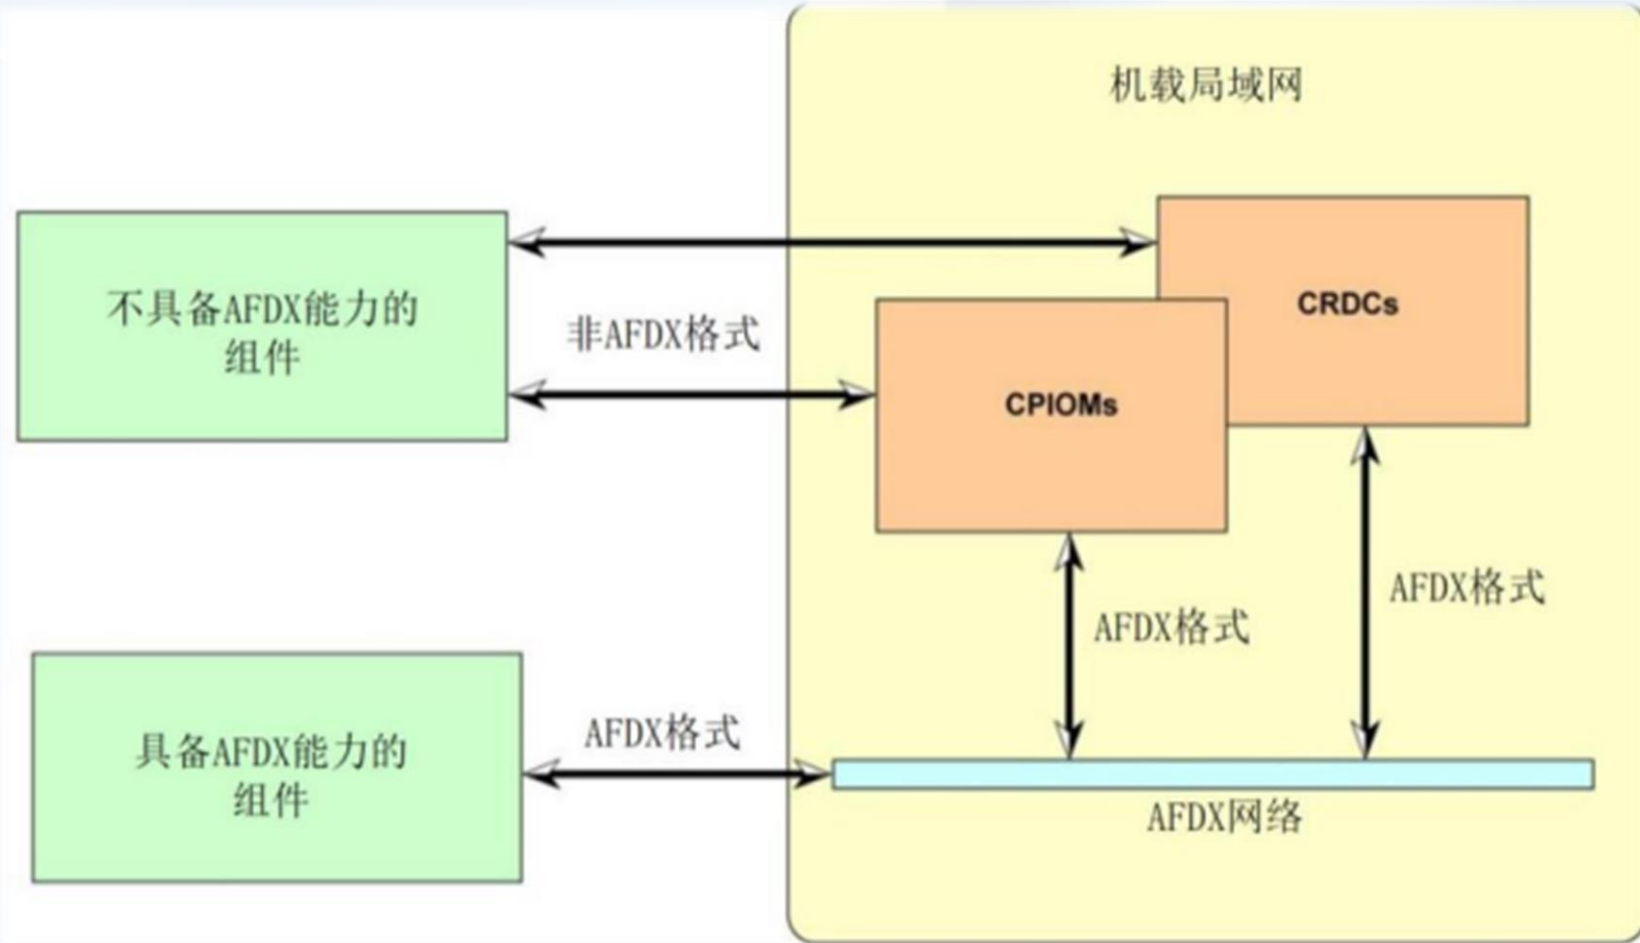 机载局域网
不具备AFDX能力的
组件
非AFDX格式
CRDCs
CPIOMs
AFDX格式
AFDX格式
具备AFDX能力的
组件
AFDX格式
AFDX网络